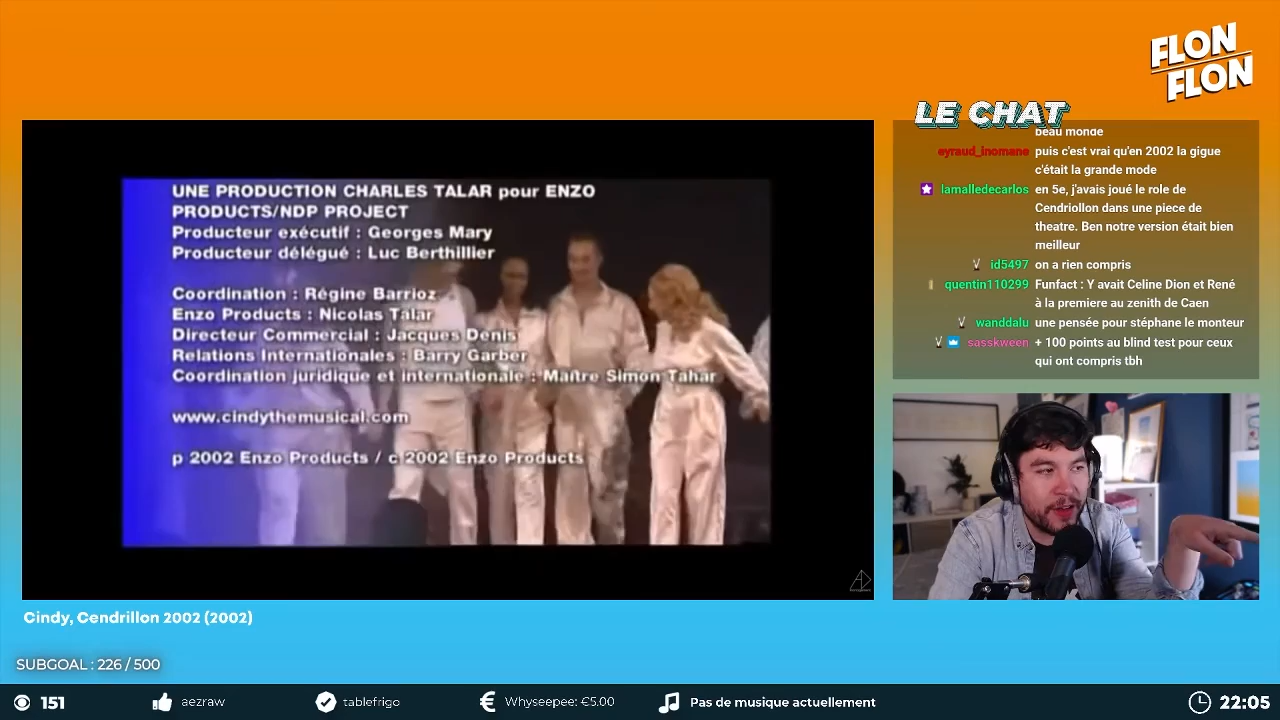 FLON
FLON
LE CHAT
beau monde
eyraud_inomane puis c'est vrai qu'en 2002 la gigue
c'était la grande mode
lamalledecarlos en 5e, j'avais joué le role de
Cendriollon dans une piece de
theatre. Ben notre version était bien
meilleur
id5497 on a rien compris
quentin110299 Funfact : Y avait Celine Dion et René
à la premiere au zenith de Caen
wanddalu une pensée pour stéphane le monteur
sasskween + 100 points au blind test pour ceux
qui ont compris tbh
UNE PRODUCTION CHARLES TALAR pour ENZO
PRODUCTS/NDP PROJECT
Producteur exécutif : Georges Mary
Producteur délégué : Luc Berthillier
Coordination : Régine Barrioz
Enzo Products : Nicolas Talar
Directeur Commercial : Jacques Denis
Relations Internationales : Barry Garber
Coordination juridique et internationale : Maître Simon Tahar
www.cindythemusical.com
p 2002 Enzo Products / c 2002 Enzo Products
Cindy, Cendrillon 2002 (2002)
SUBGOAL : 226 / 500
151 aezraw tablefrigo Whyseepee: €5.00 Pas de musique actuellement 22:05